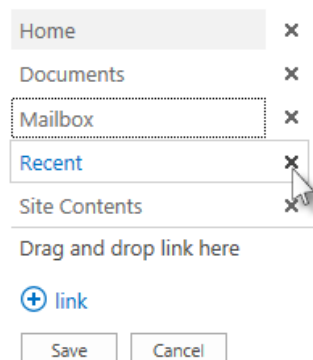 Home
Documents
Mailbox
Recent
Site Contents
Drag and drop link here
link
Save Cancel